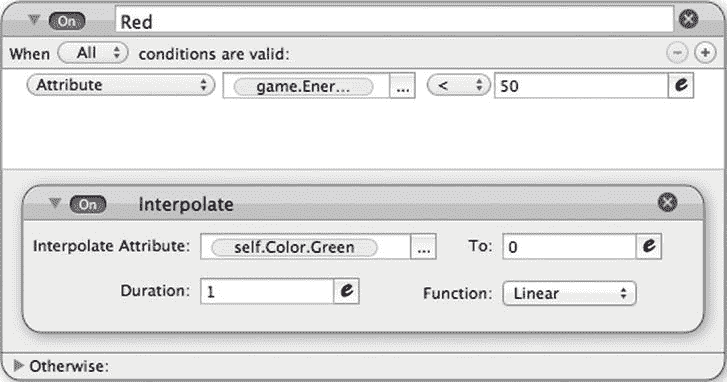 On Red
When All conditions are valid:
Attribute game.Ener... ... < 50 e
On Interpolate
Interpolate Attribute: self.Color.Green ... To: 0 e
Duration: 1 e Function: Linear
Otherwise: